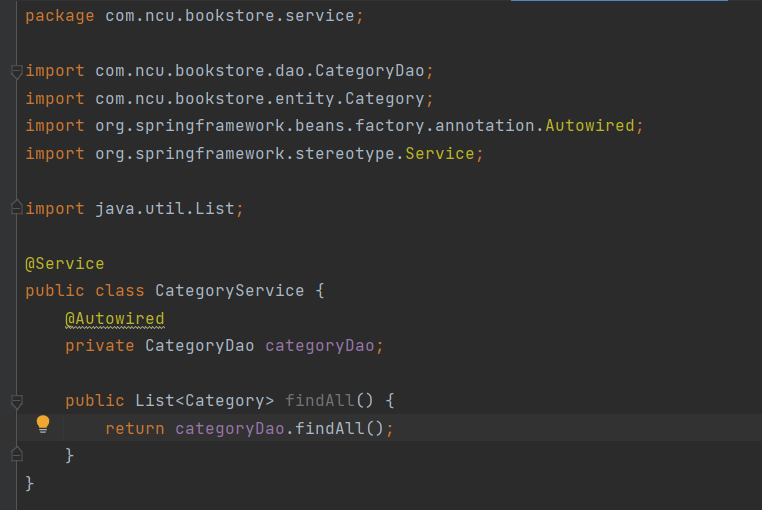 package com.ncu.bookstore.service;
import com.ncu.bookstore.dao.CategoryDao;
import com.ncu.bookstore.entity.Category;
import org.springframework.beans.factory.annotation.Autowired;
import org.springframework.stereotype.Service;
import java.util.List;
@Service
public class CategoryService {
    @Autowired
    private CategoryDao categoryDao;
    public List<Category> findAll() {
        return categoryDao.findAll();
    }
}